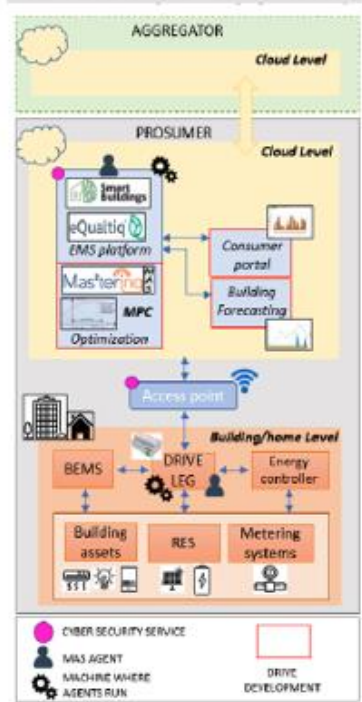 AGGREGATOR
Cloud Level
PROSUMER
Cloud Level
Smart
Buildings
eQualtiq
EMS platform
Mas²tering
MPC
Optimization
Consumer
portal
Building
Forecasting
Access point
Building/home Level
BEMS
DRIVE
LEG
Energy
controller
Building
assets
RES
Metering
systems
CYBER SECURITY SERVICE
MAS AGENT
MACHINE WHERE
AGENTS RUN
DRIVE
DEVELOPMENT